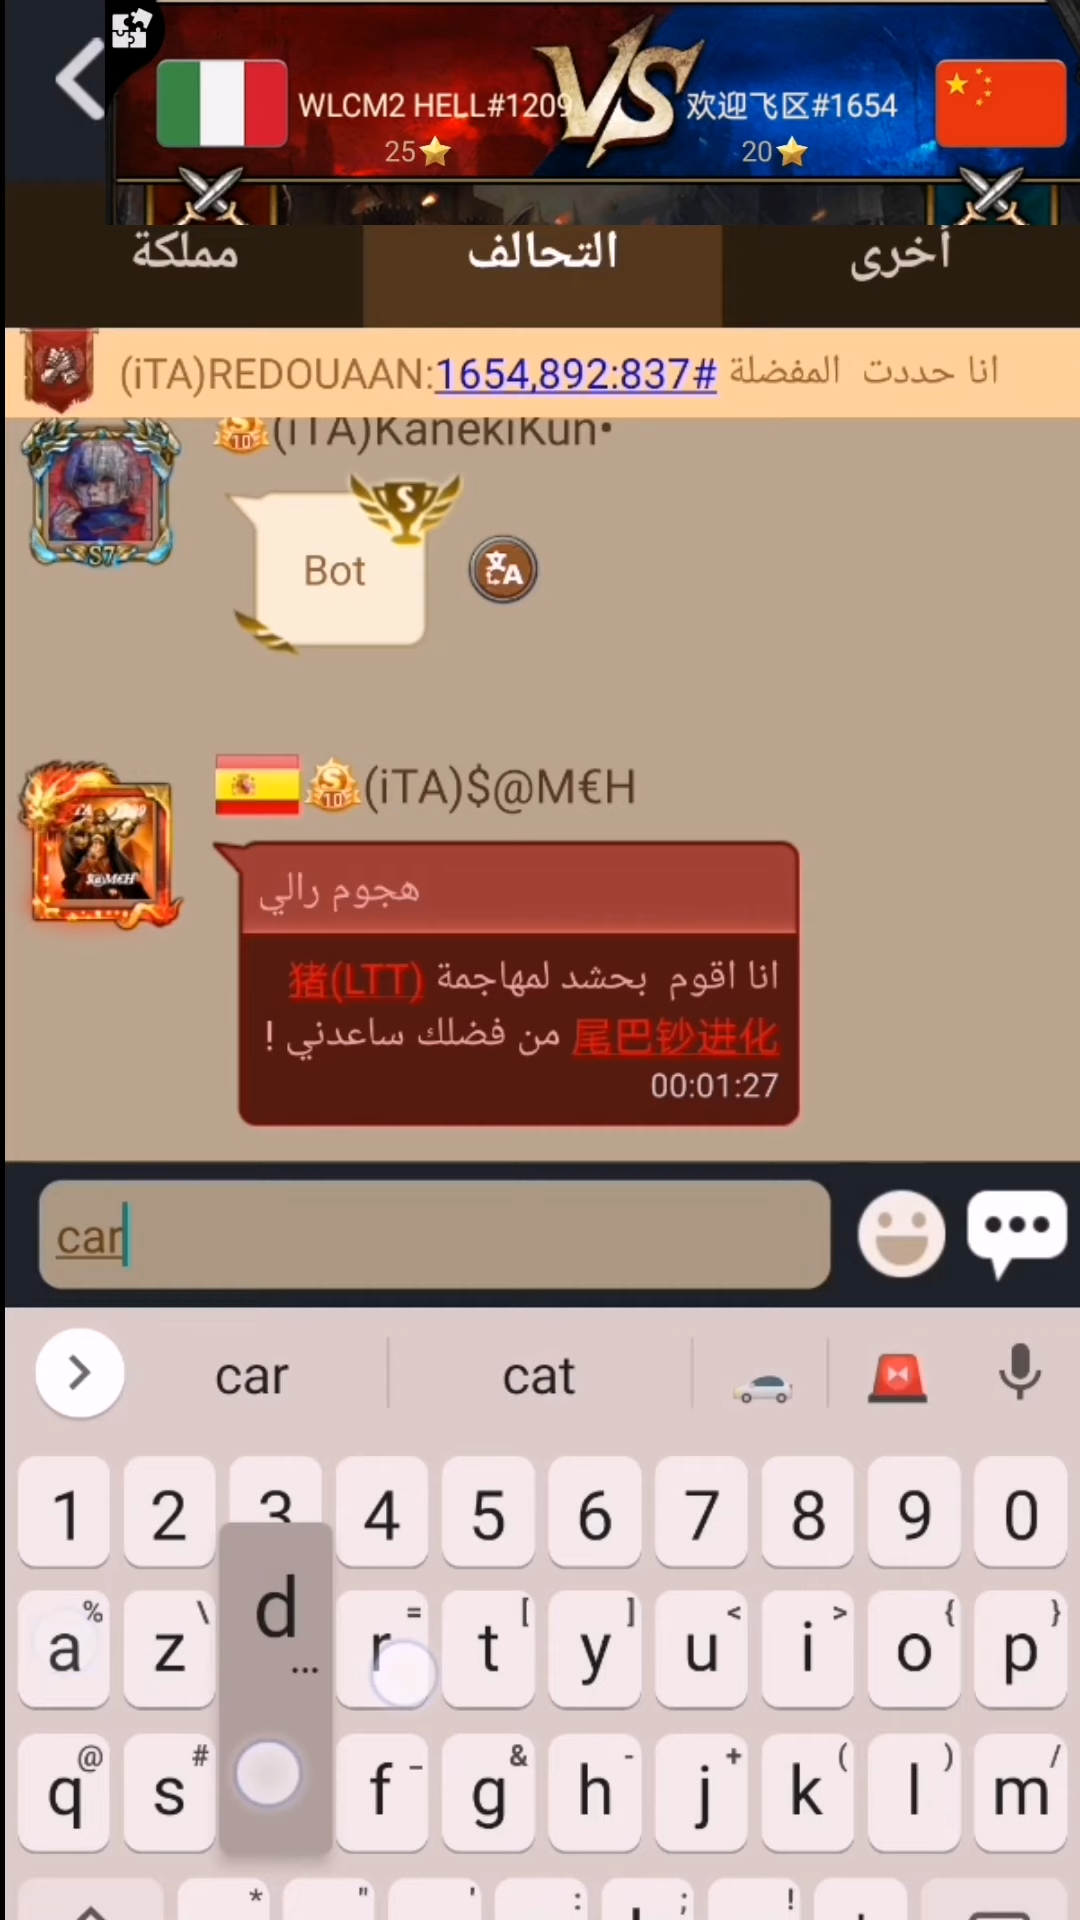 WLCM2 HELL#1209
VS
欢迎飞区#1654
25
20
مملكة
التحالف
أخرى
(iTA)REDOUAAN:1654,892:837# انا حددت المفضلة
(iTA)KanekiKun•
S7
Bot
(iTA)$@M€H
هجوم رالي
انا اقوم بحشد لمهاجمة (LTT)猪
尾巴钞进化 من فضلك ساعدني !
00:01:27
car
car
cat
1 2 3 4 5 6 7 8 9 0
a % z \ d ... r = t [ y ] u < i > o { p }
q @ s # f - g & h - j + k ( l ) m /
* " ' : ; !